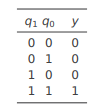 q₁ q₀ y
0 0 0
0 1 0
1 0 0
1 1 1